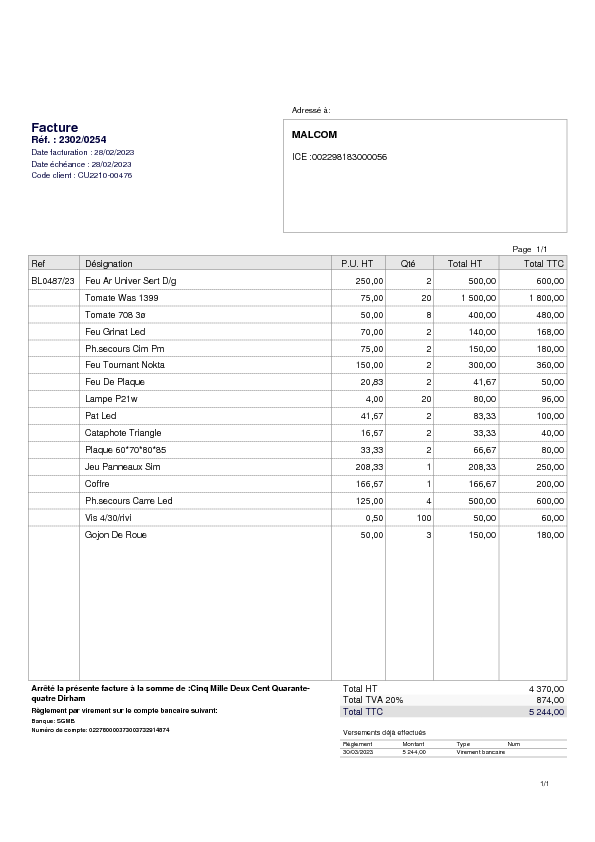 Adressé à:
Facture
Réf. : 2302/0254
Date facturation : 28/02/2023
Date échéance : 28/02/2023
Code client : CU2210-00476
MALCOM
ICE :002298183000056
Page 1/1
Ref Désignation P.U. HT Qté Total HT Total TTC
BL0487/23 Feu Ar Univer Sert D/g 250,00 2 500,00 600,00
Tomate Was 1399 75,00 20 1 500,00 1 800,00
Tomate 708 3ø 50,00 8 400,00 480,00
Feu Grinat Led 70,00 2 140,00 168,00
Ph.secours Cim Pm 75,00 2 150,00 180,00
Feu Tournant Nokta 150,00 2 300,00 360,00
Feu De Plaque 20,83 2 41,67 50,00
Lampe P21w 4,00 20 80,00 96,00
Pat Led 41,67 2 83,33 100,00
Cataphote Triangle 16,67 2 33,33 40,00
Plaque 60*70*80*85 33,33 2 66,67 80,00
Jeu Panneaux Sim 208,33 1 208,33 250,00
Coffre 166,67 1 166,67 200,00
Ph.secours Carre Led 125,00 4 500,00 600,00
Vis 4/30/rivi 0,50 100 50,00 60,00
Gojon De Roue 50,00 3 150,00 180,00
Arrêté la présente facture à la somme de :Cinq Mille Deux Cent Quarante-
quatre Dirham
Règlement par virement sur le compte bancaire suivant:
Banque: SGMB
Numéro de compte:
Total HT 4 370,00
Total TVA 20% 874,00
Total TTC 5 244,00
Versements déjà effectués
Règlement Montant Type Num
30/03/2023 5 244,00 Virement bancaire
1/1